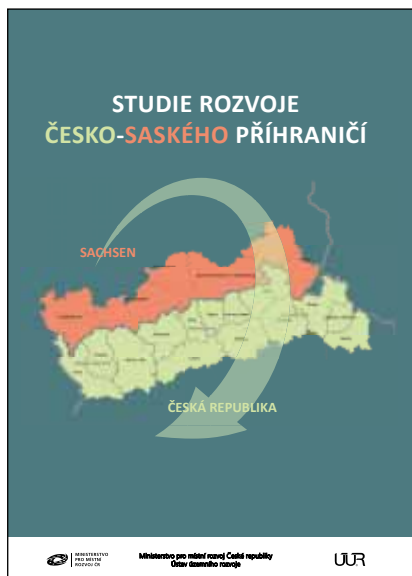 STUDIE ROZVOJE
ČESKO-SASKÉHO PŘÍHRANIČÍ
SACHSEN
ČESKÁ REPUBLIKA
MINISTERSTVO
PRO MÍSTNÍ
ROZVOJ ČR
Ministerstvo pro místní rozvoj České republiky
Ústav územního rozvoje
ÚÚR